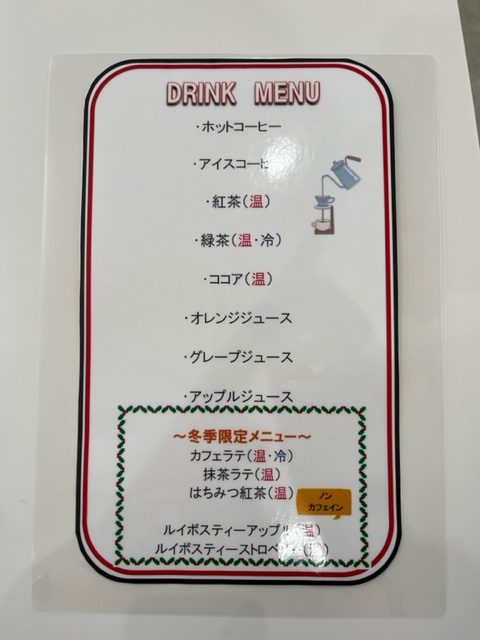 DRINK MENU
・ホットコーヒー
・アイスコーヒ
・紅茶(温)
・緑茶(温・冷)
・ココア(温)
・オレンジジュース
・グレープジュース
・アップルジュース
～冬季限定メニュー～
カフェラテ(温・冷)
抹茶ラテ(温)
はちみつ紅茶(温)
ノン
カフェイン
ルイボスティーアップル(温)
ルイボスティーストロベ